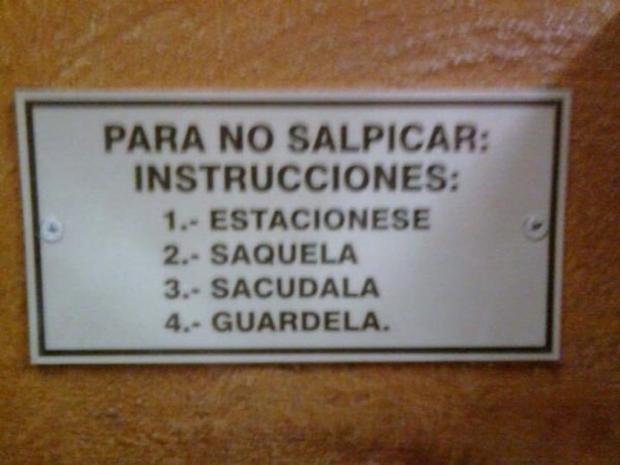 PARA NO SALPICAR:
INSTRUCCIONES:
1.- ESTACIONESE
2.- SAQUELA
3.- SACUDALA
4.- GUARDELA.